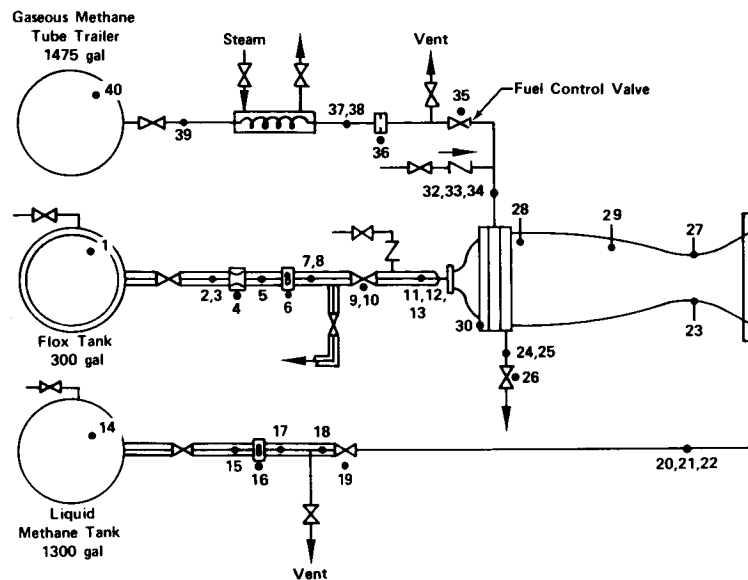 Gaseous Methane
Tube Trailer
1475 gal
Steam
Vent
35
Fuel Control Valve
40
39
37,38
36
32,33,34
28
29
27
1
7,8
2,3
4
5
6
9,10
11,12,
13
30
23
24,25
26
Flox Tank
300 gal
14
17
18
15
16
19
20,21,22
Liquid
Methane Tank
1300 gal
Vent